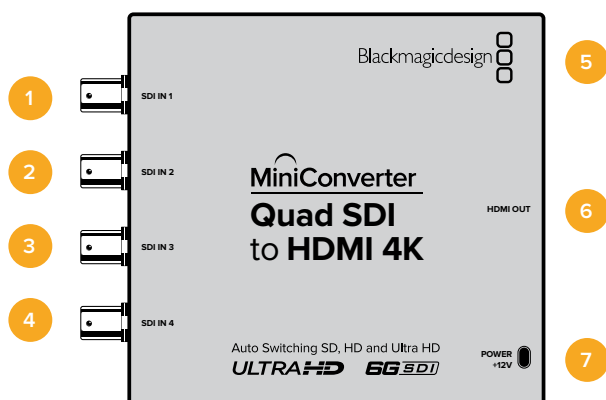 Blackmagicdesign
1
SDI IN 1
5
2
SDI IN 2
MiniConverter
Quad SDI
to HDMI 4K
HDMI OUT
6
3
SDI IN 3
4
SDI IN 4
Auto Switching SD, HD and Ultra HD
ULTRAHD 6G SDI
POWER
+12V
7